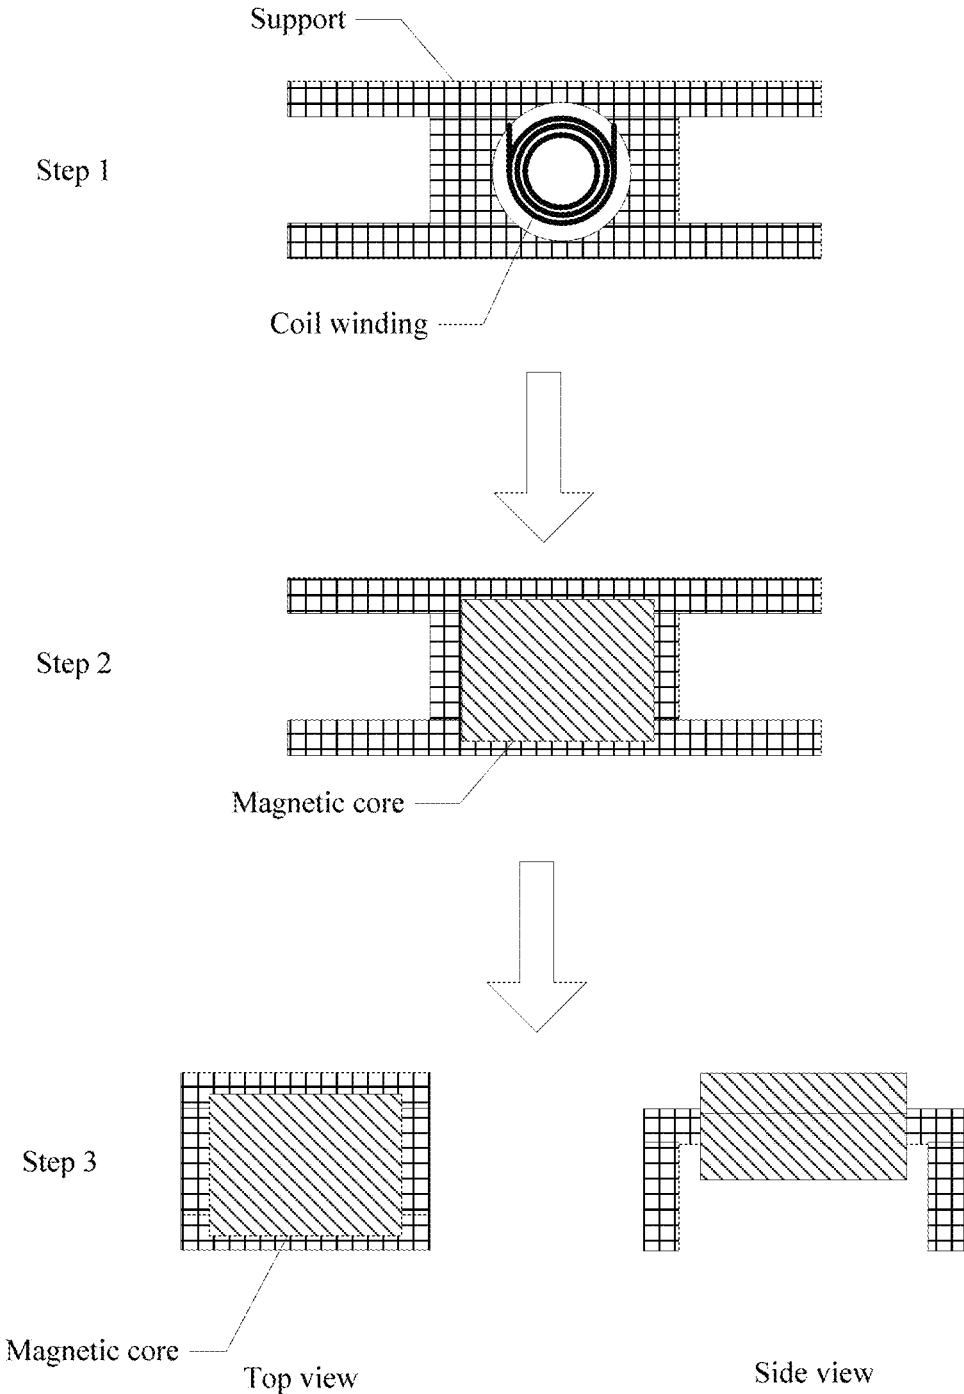 Support
Step 1
Coil winding
Step 2
Magnetic core
Step 3
Magnetic core
Top view
Side view